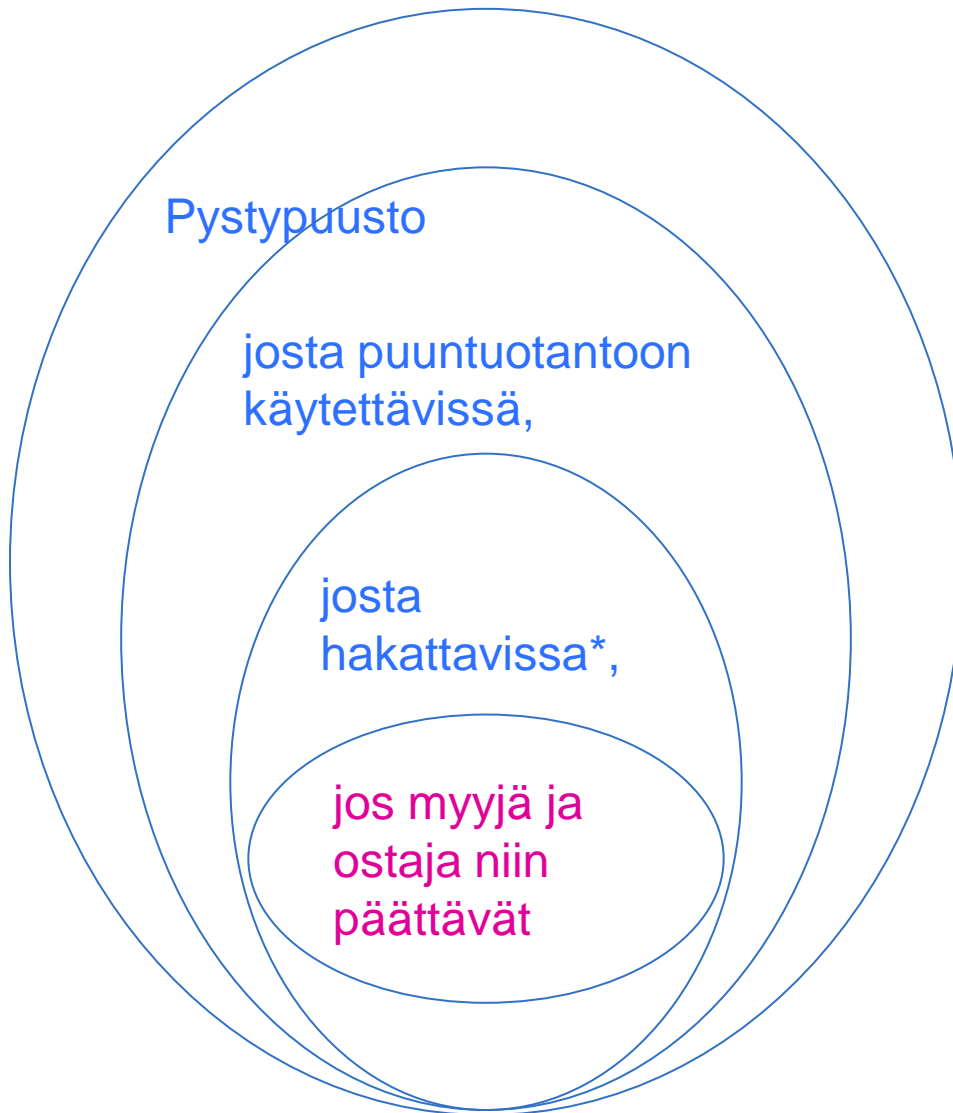 Pystypuusto
josta puuntuotantoon
käytettävissä,
josta
hakattavissa*,
jos myyjä ja
ostaja niin
päättävät